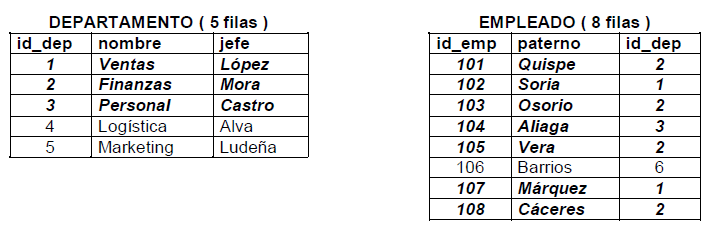 DEPARTAMENTO ( 5 filas )
id_dep nombre jefe
1 Ventas López
2 Finanzas Mora
3 Personal Castro
4 Logística Alva
5 Marketing Ludeña
EMPLEADO ( 8 filas )
id_emp paterno id_dep
101 Quispe 2
102 Soria 1
103 Osorio 2
104 Aliaga 3
105 Vera 2
106 Barrios 6
107 Márquez 1
108 Cáceres 2